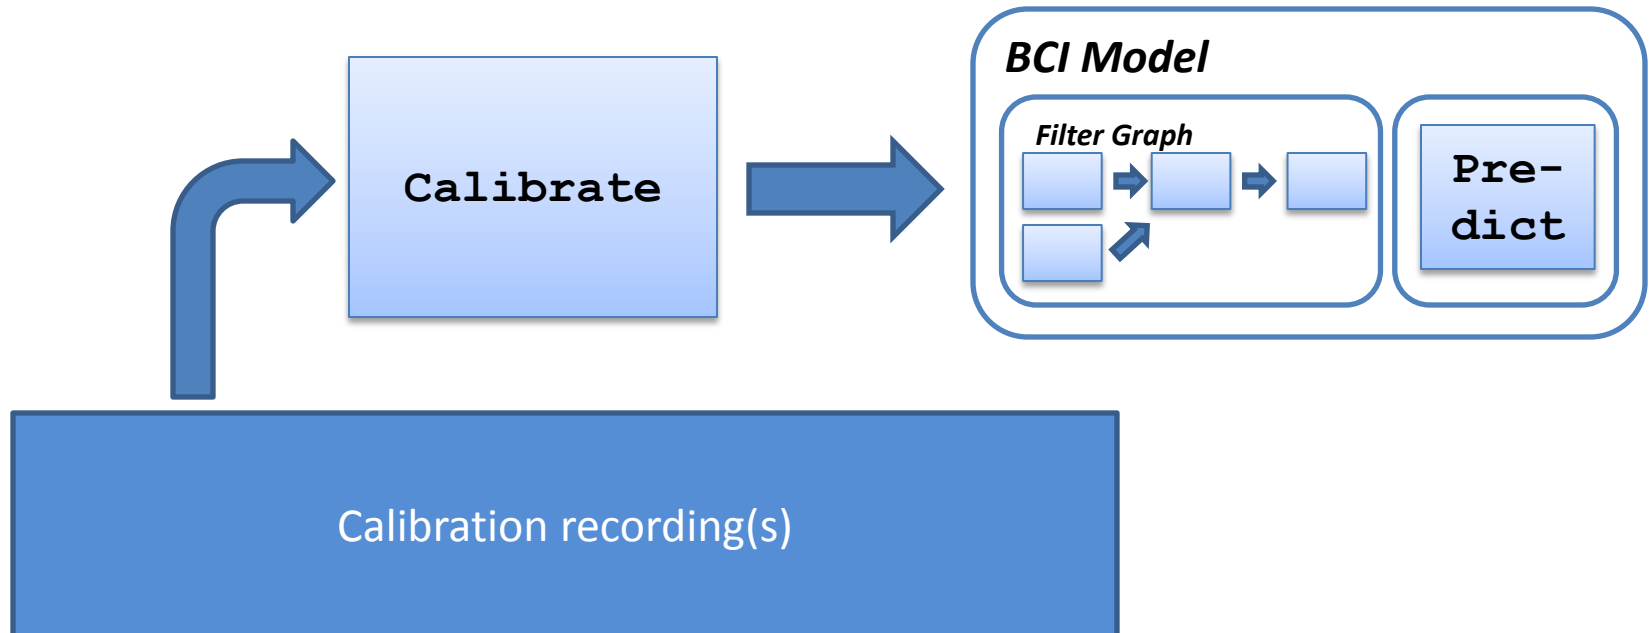 BCI Model
Filter Graph
Calibrate
Pre-
dict
Calibration recording(s)